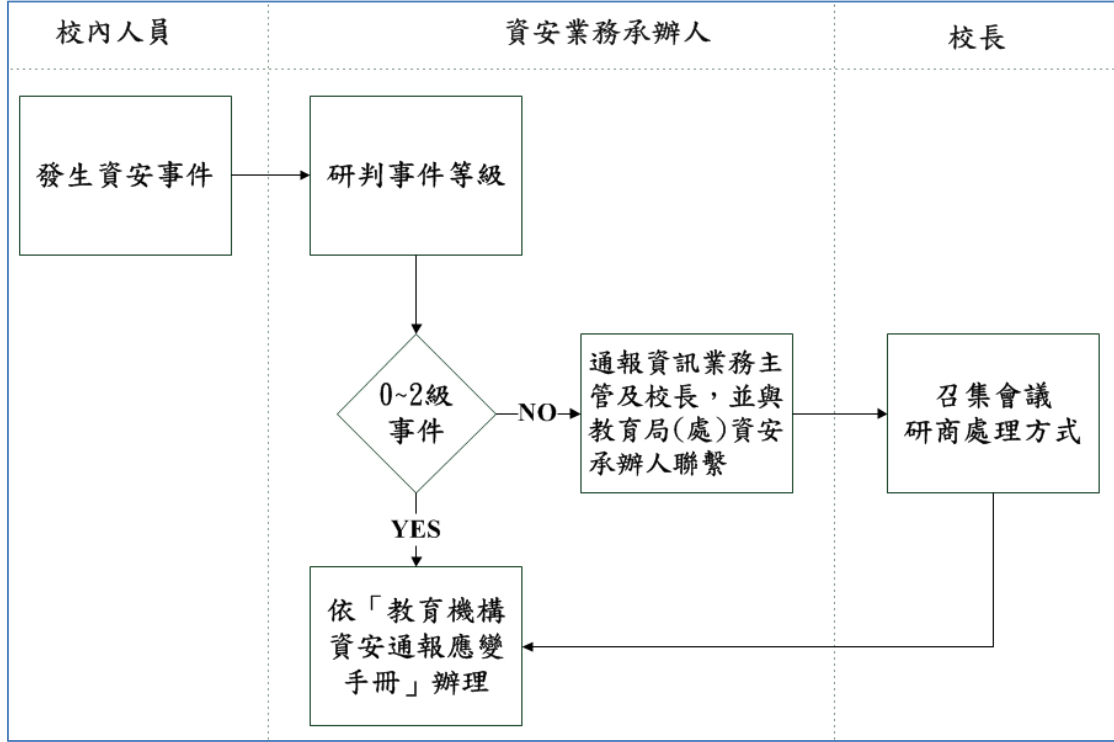 校內人員
資安業務承辦人
校長
發生資安事件
研判事件等級
0~2級
事件
NO
通報資訊業務主
管及校長，並與
教育局(處)資安
承辦人聯繫
召集會議
研商處理方式
YES
依「教育機構
資安通報應變
手冊」辦理